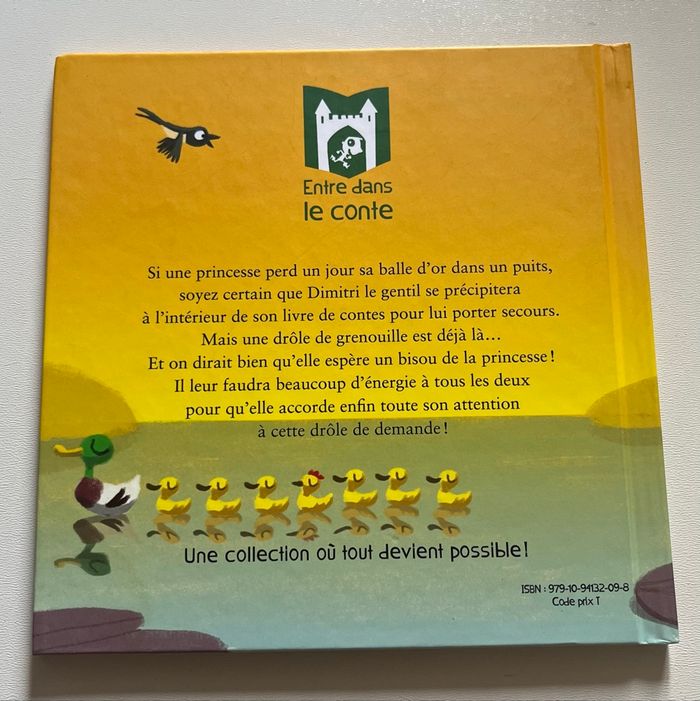 Entre dans
le conte
Si une princesse perd un jour sa balle d'or dans un puits,
soyez certain que Dimitri le gentil se précipitera
à l'intérieur de son livre de contes pour lui porter secours.
Mais une drôle de grenouille est déjà là…
Et on dirait bien qu'elle espère un bisou de la princesse !
Il leur faudra beaucoup d'énergie à tous les deux
pour qu'elle accorde enfin toute son attention
à cette drôle de demande !
Une collection où tout devient possible !
ISBN : 979-10-94132-09-8
Code prix T